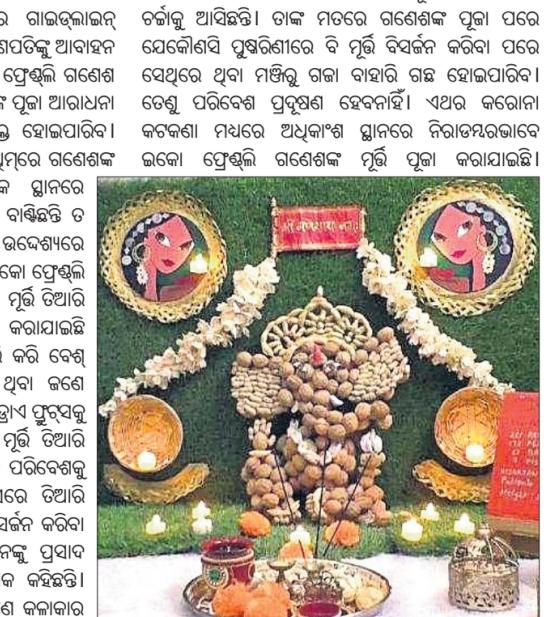 ର ଗାଇଡ୍‌ଲାଇନ୍
ଣପତିଙ୍କୁ ଆବାହନ
ଫ୍ରେଣ୍ଡ୍‌ଲି ଗଣେଶ
ଙ୍କ ପୂଜା ଆରାଧନା
ହୋଇପାରିବ।
ଥିମ୍‌ରେ ଗଣେଶଙ୍କ
କ ସ୍ଥାନରେ
ବାଣ୍ଟିଛନ୍ତି ତ
ଉଦ୍ଦେଶ୍ୟରେ
କୋ ଫ୍ରେଣ୍ଡ୍‌ଲି
ମୂର୍ତ୍ତି ତିଆରି
କରାଯାଇଛି
କରି ବେଶ୍
ଥିବା ଜଣେ
ଡ୍ରାଏ ଫ୍ରୁଟ୍‌ସକୁ
ମୂର୍ତ୍ତି ତିଆରି
ପରିବେଶକୁ
ରେ ତିଆରି
ସର୍ଜନ କରିବା
ନଙ୍କୁ ପ୍ରସାଦ
କ କହିଛନ୍ତି।
ଣ କଳାକାର
ଚର୍ଚ୍ଚାକୁ ଆସିଛନ୍ତି। ତାଙ୍କ ମତରେ ଗଣେଶଙ୍କ ପୂଜା ପରେ
ଯେକୌଣସି ପୁଷ୍କରିଣୀରେ ବି ମୂର୍ତ୍ତି ବିସର୍ଜନ କରିବା ପରେ
ସେଥିରେ ଥିବା ମଞ୍ଜିରୁ ଗଜା ବାହାରି ଗଛ ହୋଇପାରିବ।
ତେଣୁ ପରିବେଶ ପ୍ରଦୂଷଣ ହେବନାହିଁ। ଏଥର କରୋନା
କଟକଣା ମଧ୍ୟରେ ଅଧିକାଂଶ ସ୍ଥାନରେ ନିରାଡମ୍ବରଭାବେ
ଇକୋ ଫ୍ରେଣ୍ଡ୍‌ଲି ଗଣେଶଙ୍କ ମୂର୍ତ୍ତି ପୂଜା କରାଯାଇଛି।